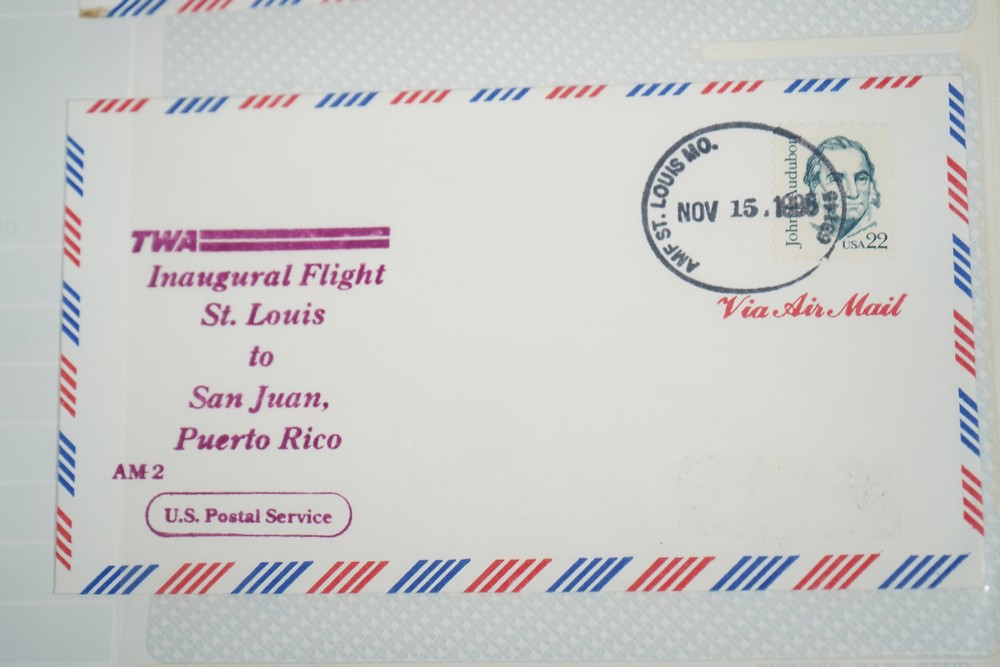 AMF ST. LOUIS MO.
NOV 15.
63145
John J. Audubon
USA 22
Via Air Mail
TWA
Inaugural Flight
St. Louis
to
San Juan,
Puerto Rico
AM-2
U.S. Postal Service